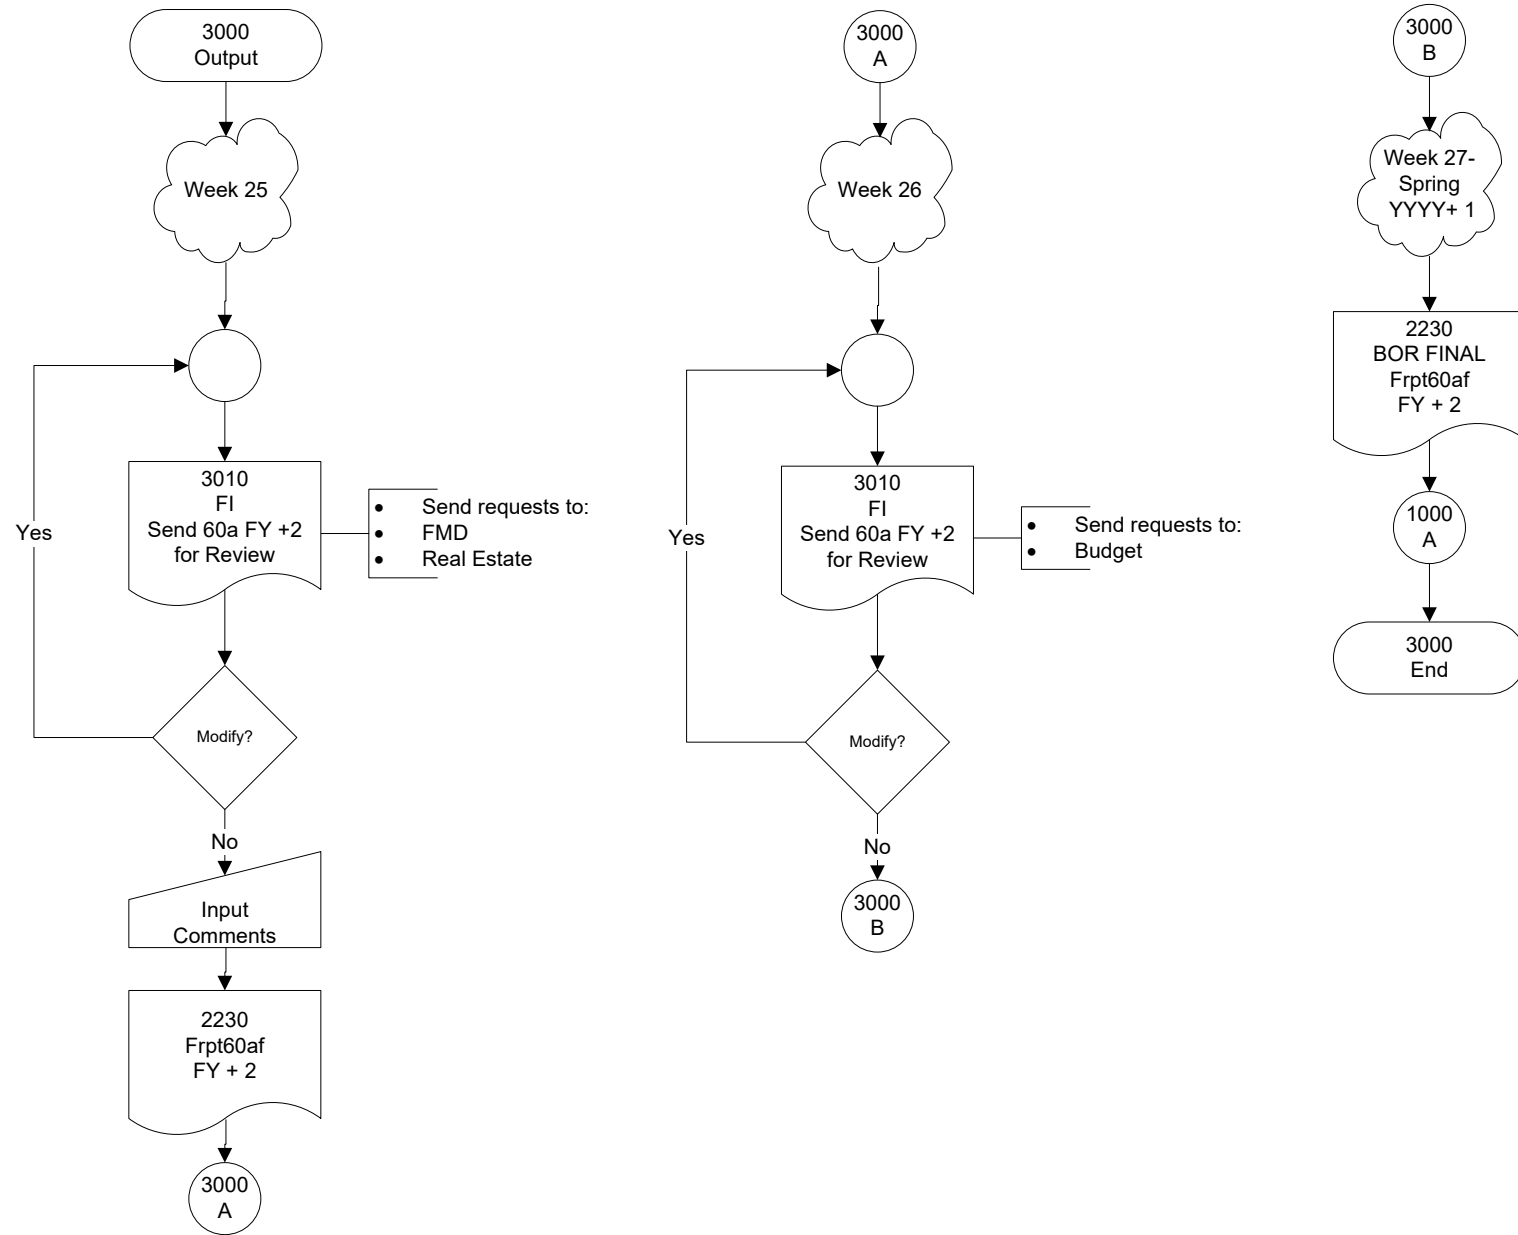 3000
Output
Week 25
Yes
3010
FI
Send 60a FY +2
for Review
• Send requests to:
• FMD
• Real Estate
Modify?
No
Input
Comments
2230
Frpt60af
FY + 2
3000
A
3000
A
Week 26
Yes
3010
FI
Send 60a FY +2
for Review
• Send requests to:
• Budget
Modify?
No
3000
B
3000
B
Week 27-
Spring
YYYY+ 1
2230
BOR FINAL
Frpt60af
FY + 2
1000
A
3000
End